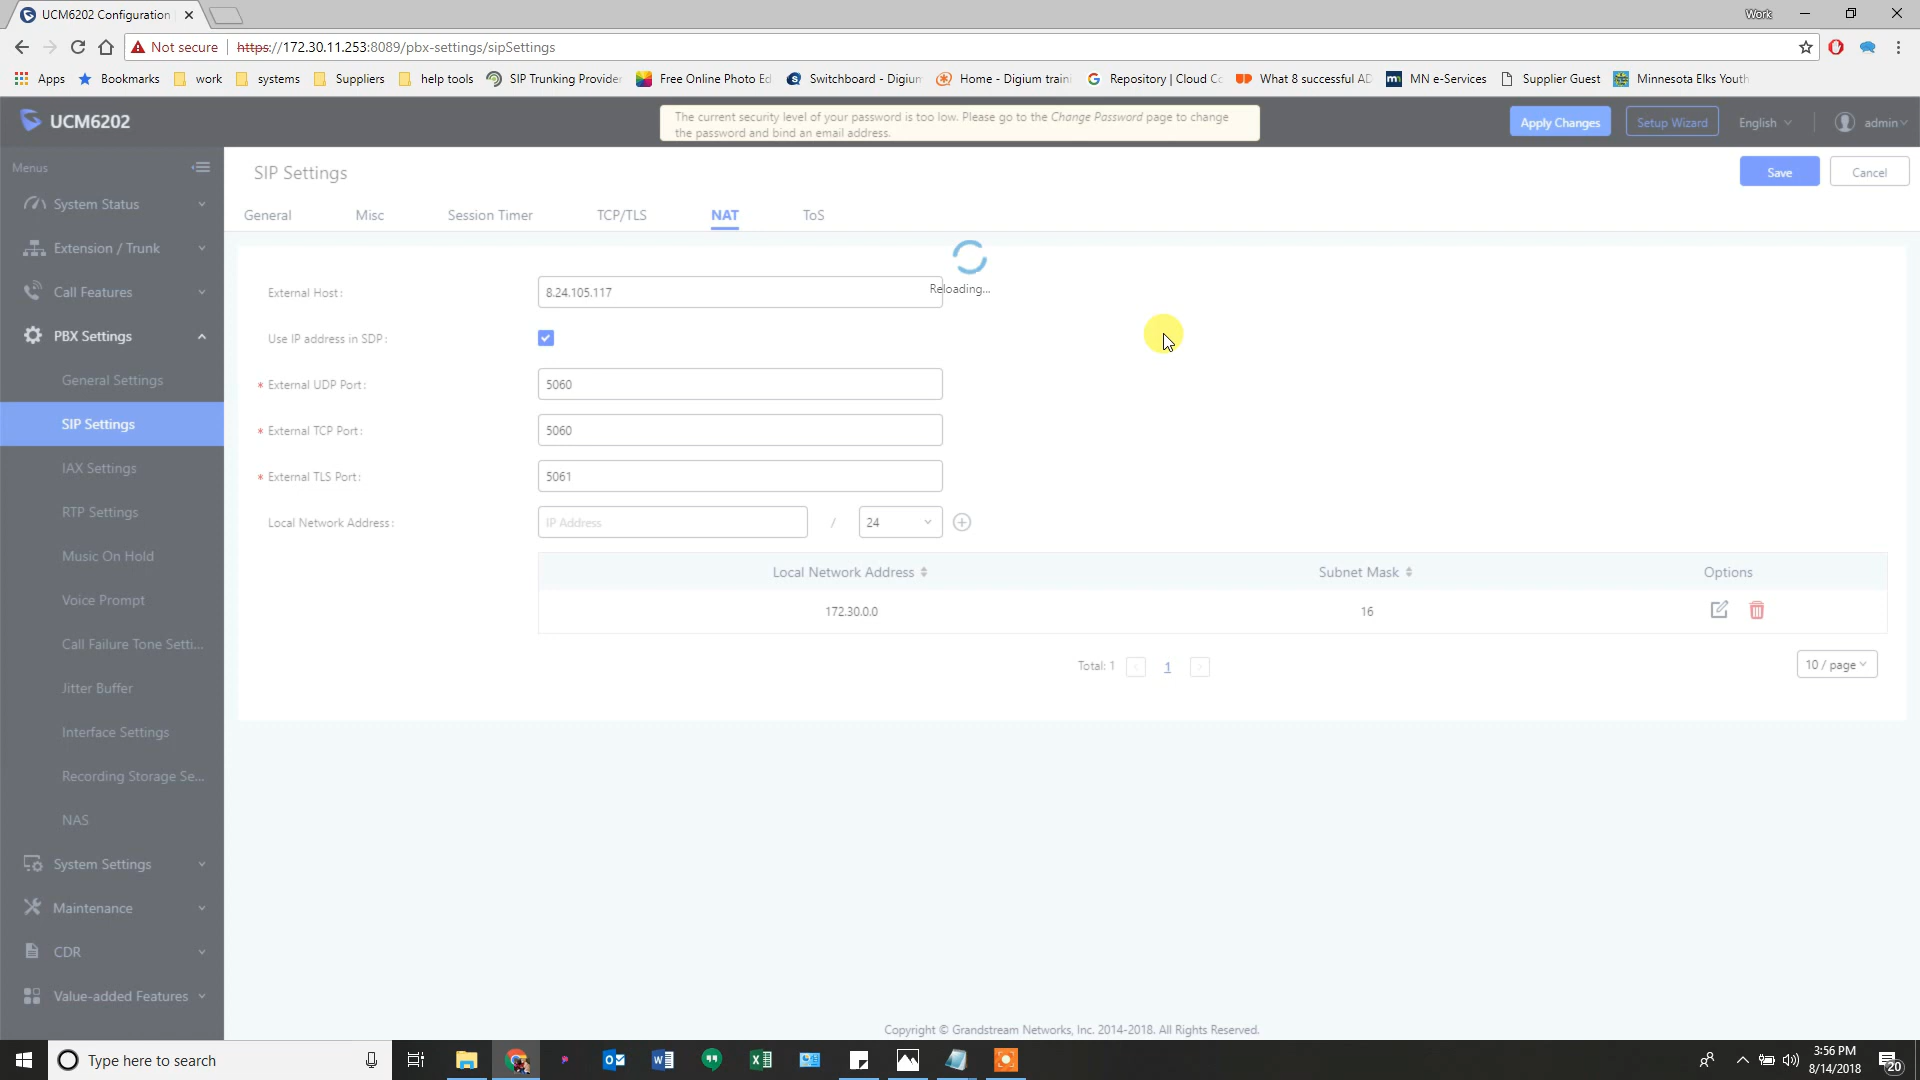 UCM6202 Configuration
Work
Not secure
https://172.30.11.253:8089/pbx-settings/sipSettings
Apps
Bookmarks
work
systems
Suppliers
help tools
SIP Trunking Provider
Free Online Photo Ed
Switchboard - Digium
Home - Digium traini
Repository | Cloud Co
What 8 successful AD
MN e-Services
Supplier Guest
Minnesota Elks Youth
UCM6202
The current security level of your password is too low. Please go to the Change Password page to change
the password and bind an email address.
Apply Changes
Setup Wizard
English
admin
Menus
System Status
Extension / Trunk
Call Features
PBX Settings
General Settings
SIP Settings
IAX Settings
RTP Settings
Music On Hold
Voice Prompt
Call Failure Tone Setti...
Jitter Buffer
Interface Settings
Recording Storage Se...
NAS
System Settings
Maintenance
CDR
Value-added Features
SIP Settings
Save
Cancel
General
Misc
Session Timer
TCP/TLS
NAT
ToS
Reloading...
External Host:
8.24.105.117
Use IP address in SDP:
* External UDP Port:
5060
* External TCP Port:
5060
* External TLS Port:
5061
Local Network Address:
IP Address
/
24
Local Network Address
Subnet Mask
Options
172.30.0.0
16
Total: 1
<
1
>
10 / page
Copyright © Grandstream Networks, Inc. 2014-2018. All Rights Reserved.
Type here to search
3:56 PM
8/14/2018
20